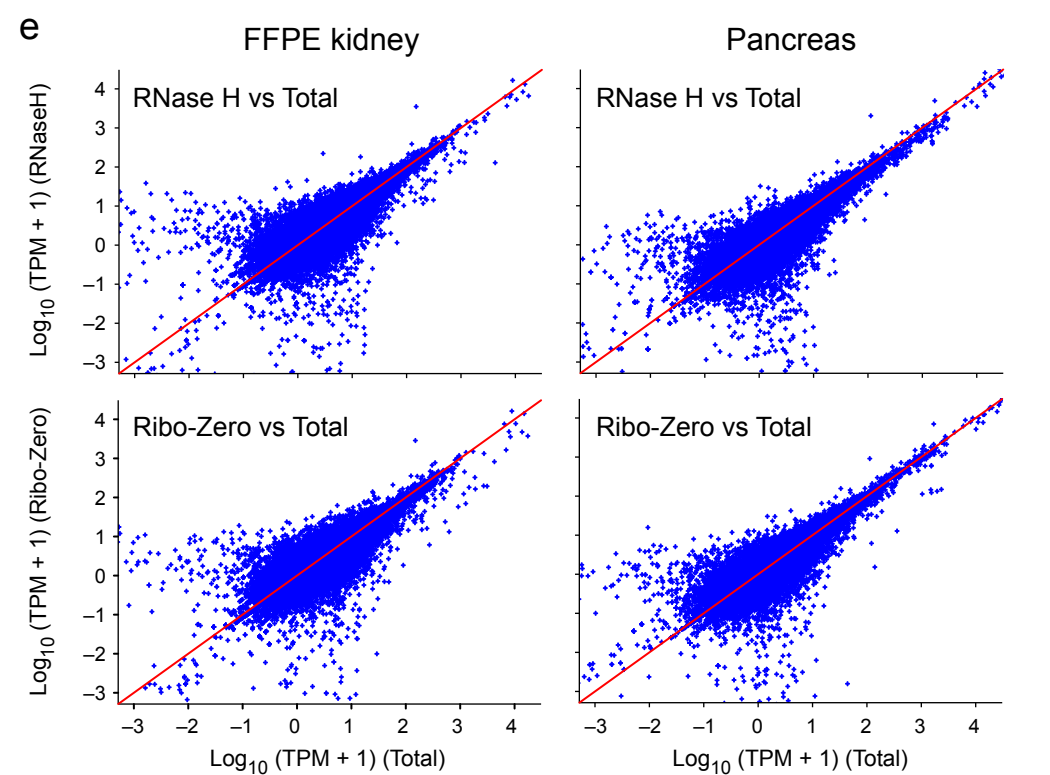 e
FFPE kidney
Pancreas
RNase H vs Total
RNase H vs Total
Log10 (TPM + 1) (RNaseH)
4
3
2
1
0
–1
–2
–3
Ribo-Zero vs Total
Ribo-Zero vs Total
Log10 (TPM + 1) (Ribo-Zero)
4
3
2
1
0
–1
–2
–3
–3 –2 –1 0 1 2 3 4
–3 –2 –1 0 1 2 3 4
Log10 (TPM + 1) (Total)
Log10 (TPM + 1) (Total)